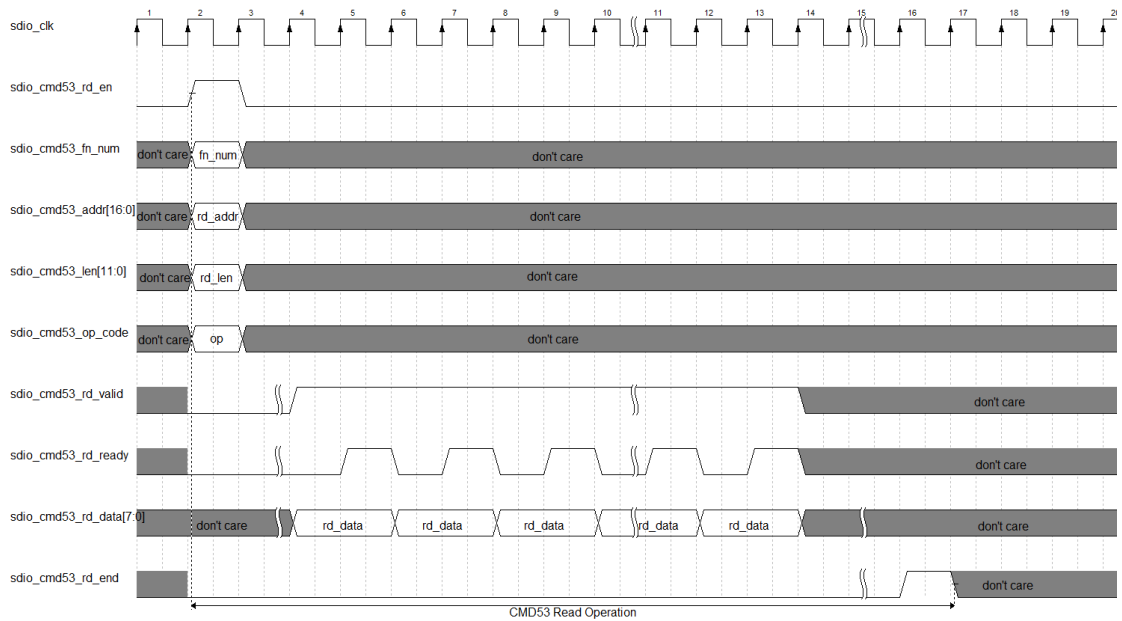 1 2 3 4 5 6 7 8 9 10 11 12 13 14 15 16 17 18 19 20
sdio_clk
sdio_cmd53_rd_en
sdio_cmd53_fn_num don't care fn_num don't care
sdio_cmd53_addr[16:0] don't care rd_addr don't care
sdio_cmd53_len[11:0] don't care rd_len don't care
sdio_cmd53_op_code don't care op don't care
sdio_cmd53_rd_valid don't care
sdio_cmd53_rd_ready don't care
sdio_cmd53_rd_data[7:0] don't care rd_data rd_data rd_data rd_data rd_data don't care
sdio_cmd53_rd_end don't care
CMD53 Read Operation